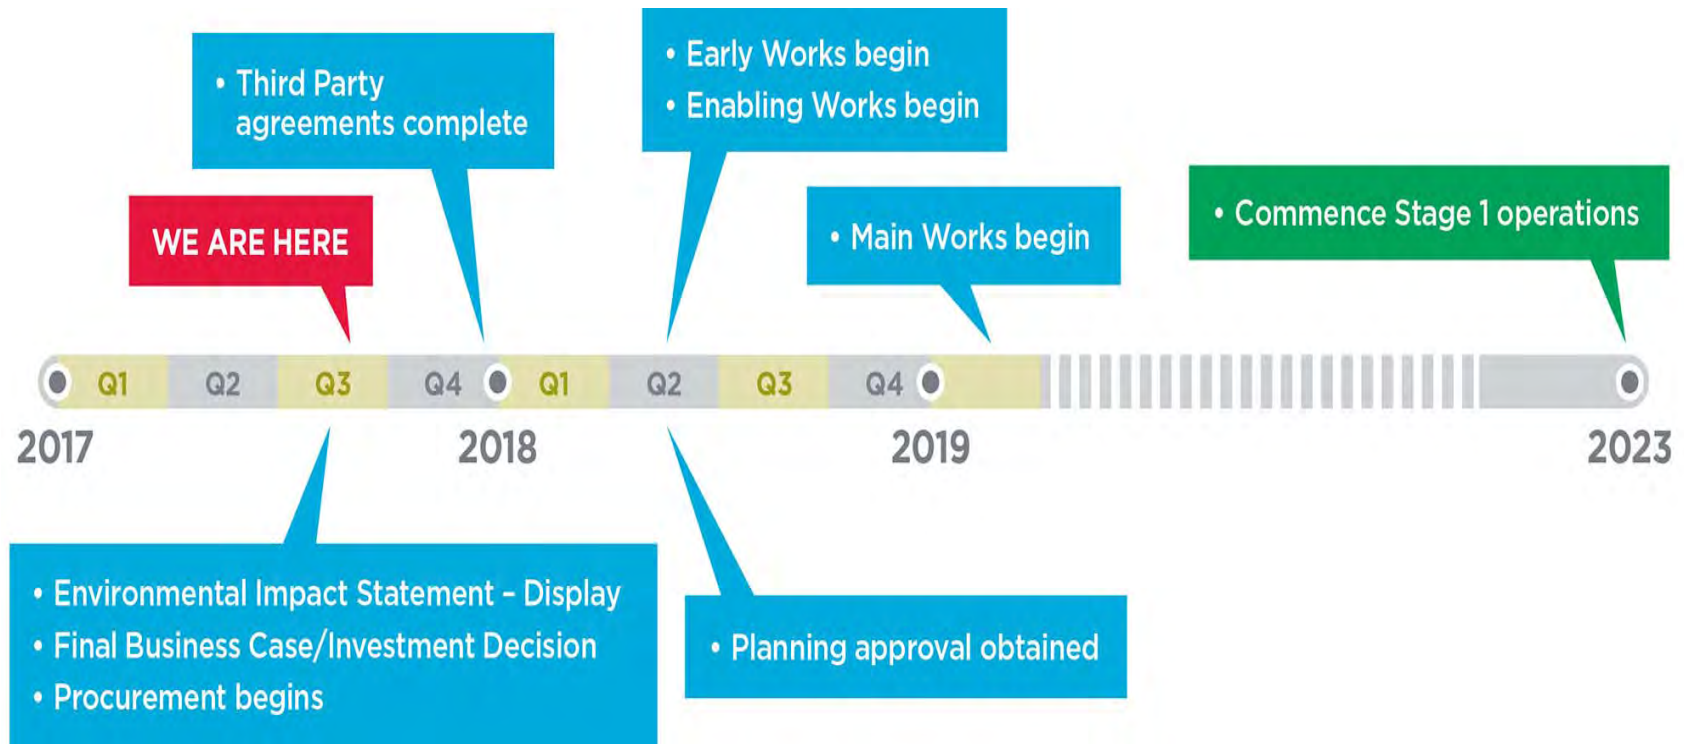 • Third Party
agreements complete
• Early Works begin
• Enabling Works begin
WE ARE HERE
• Main Works begin
• Commence Stage 1 operations
Q1 Q2 Q3 Q4 Q1 Q2 Q3 Q4
2017 2018 2019 2023
• Environmental Impact Statement – Display
• Final Business Case/Investment Decision
• Procurement begins
• Planning approval obtained